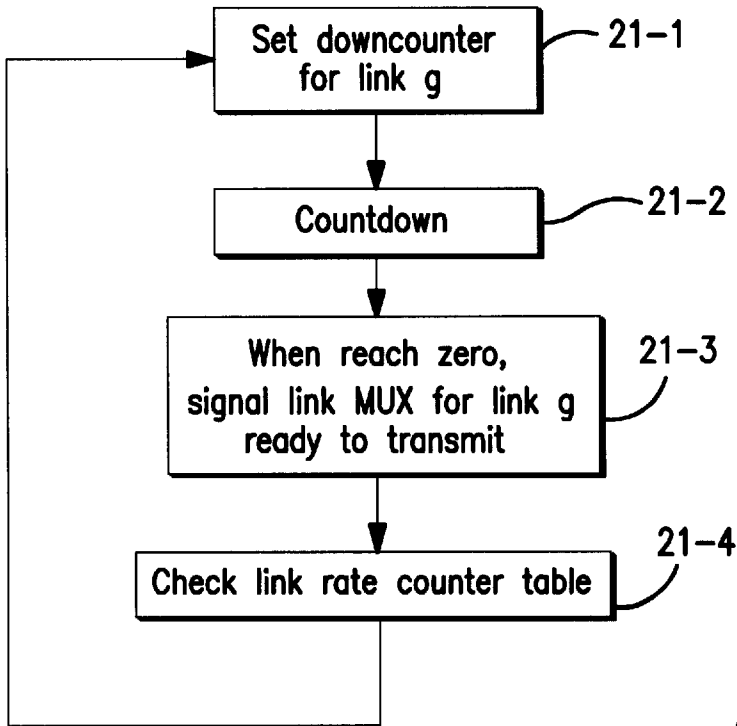 Set downcounter
for link g
21-1
Countdown
21-2
When reach zero,
signal link MUX for link g
ready to transmit
21-3
Check link rate counter table
21-4